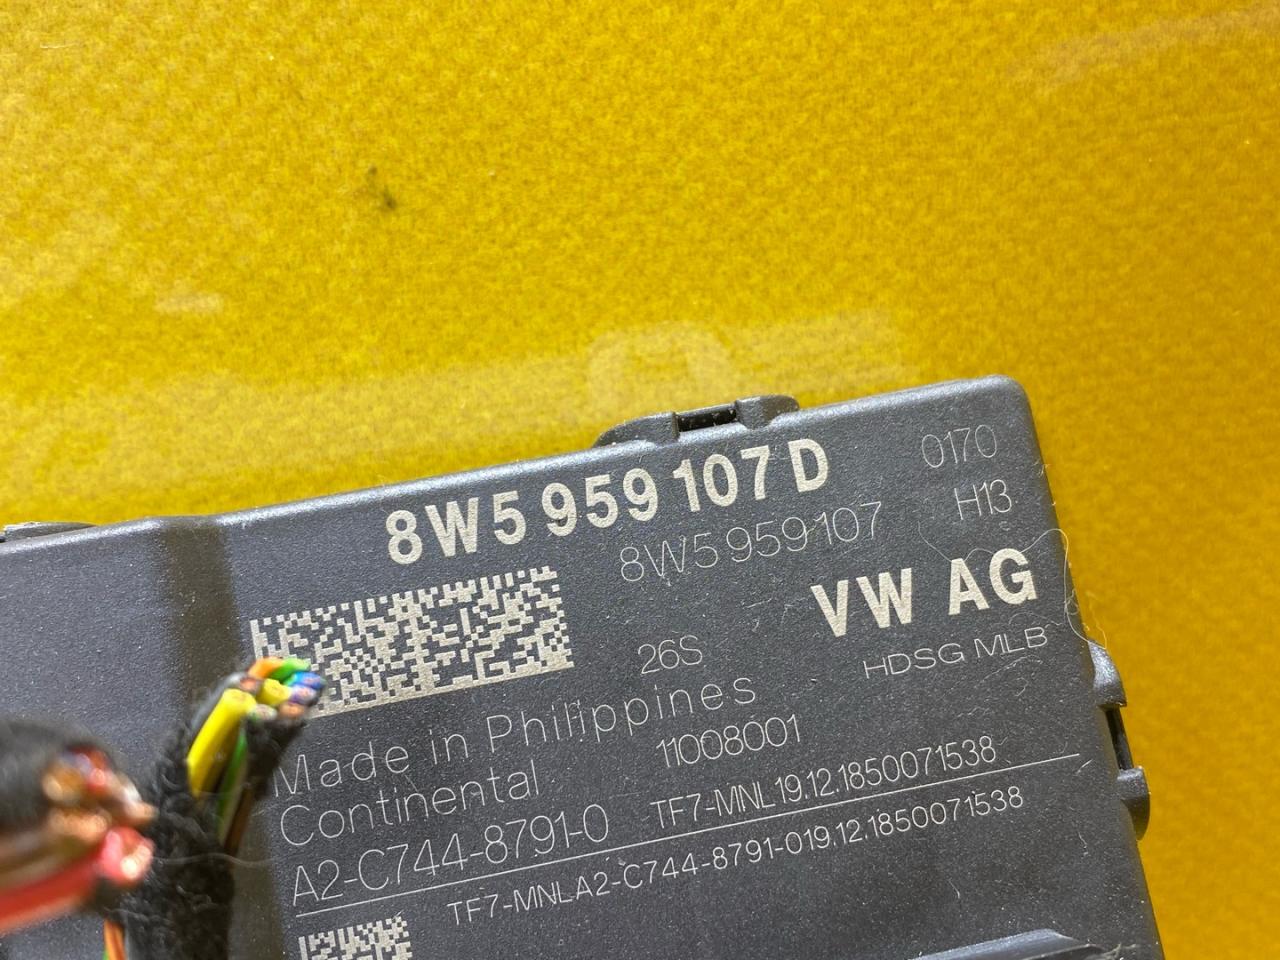 8W5 959 107 D
0170
8W5 959 107
H13
VW AG
26S
HDSG MLB
Made in Philippines
11008001
Continental
A2-C744-8791-0
TF7-MNL19.12.1850071538
TF7-MNLA2-C744-8791-019.12.1850071538